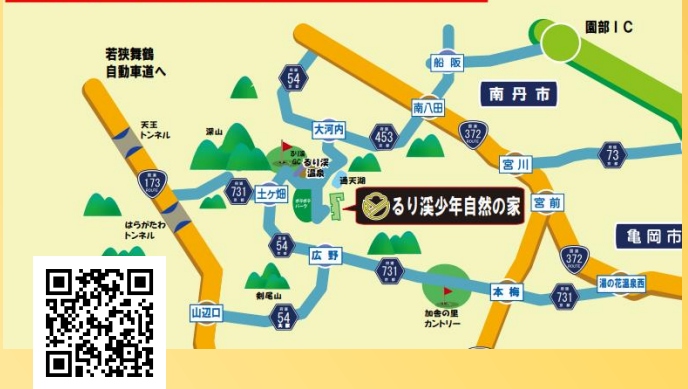 園部IC
若狭舞鶴
自動車道へ
54
船阪
南丹市
天王
トンネル
深山
大河内
453
南八田
372
ROUTE
宮川
73
るり渓
温泉
通天湖
173
ROUTE
731
土ヶ畑
るり渓少年自然の家
宮前
はらがたわ
トンネル
54
広野
731
亀岡市
372
ROUTE
剣尾山
本梅
731
湯の花温泉西
山辺口
54
加舎の里
カントリー